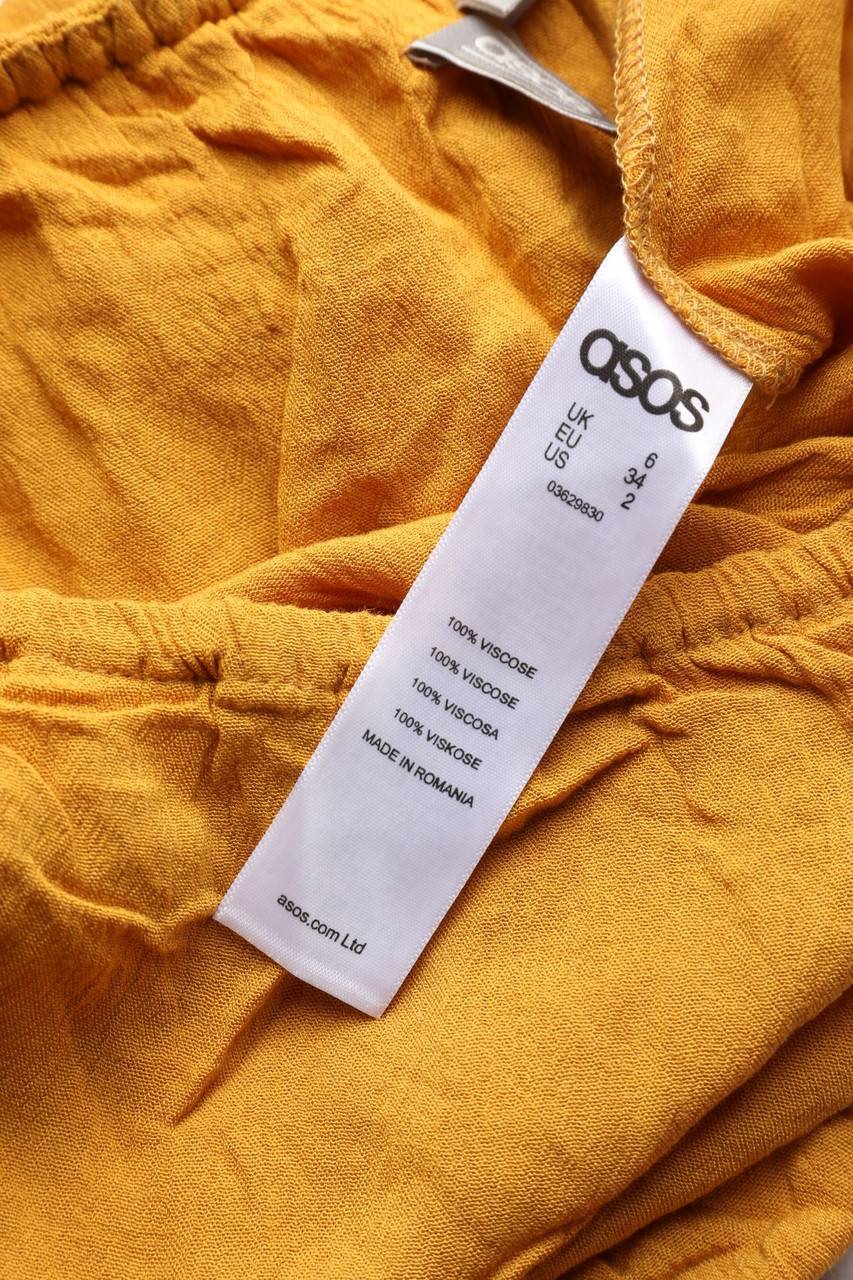 asos
UK 6
EU 34
US 2
03629830
100% VISCOSE
100% VISCOSE
100% VISCOSA
100% VISKOSE
MADE IN ROMANIA
asos.com Ltd